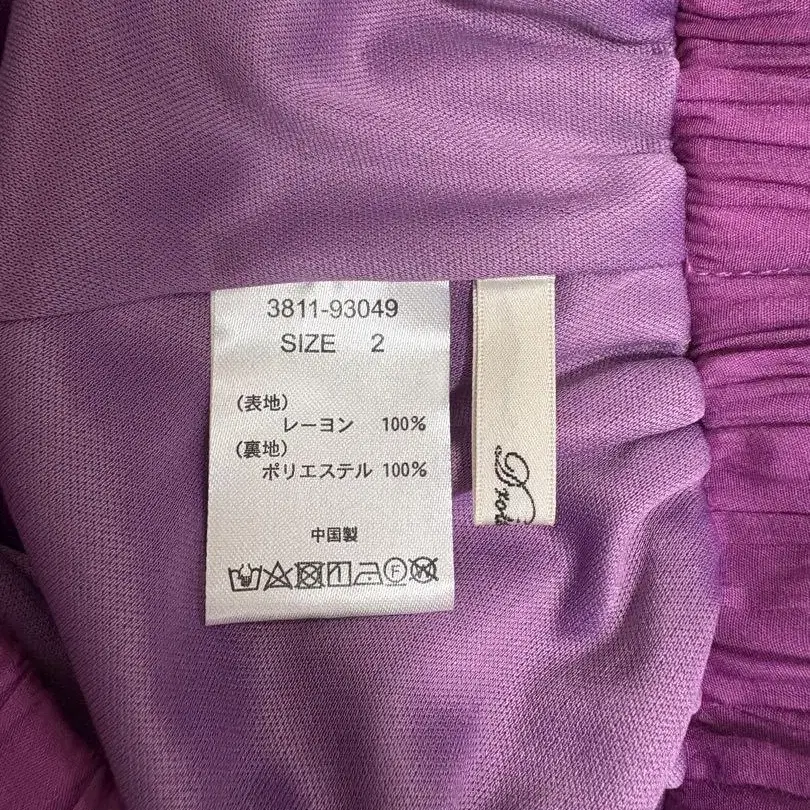 3811-93049
SIZE 2
(表地)
レーヨン 100%
(裏地)
ポリエステル 100%
中国製